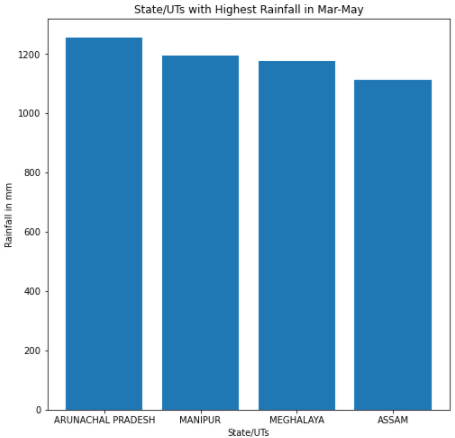 State/UTs with Highest Rainfall in Mar-May
1200
1000
800
600
400
200
0
Rainfall in mm
ARUNACHAL PRADESH MANIPUR MEGHALAYA ASSAM
State/UTs